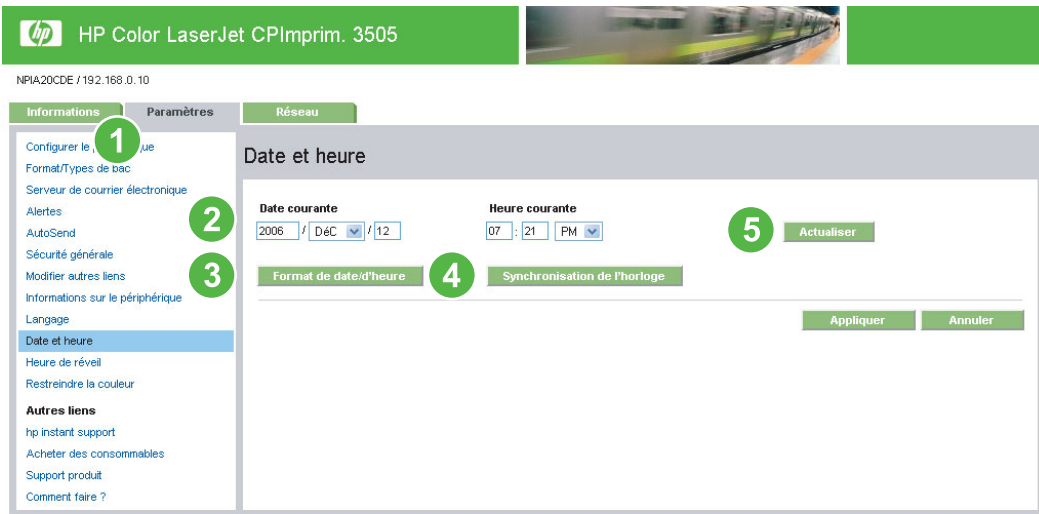 hp HP Color LaserJet CPImprim. 3505
NPIA20CDE / 192.168.0.10
Informations Paramètres Réseau
1
Configurer le p ue
Format/Types de bac
Serveur de courrier électronique
Alertes
AutoSend
Sécurité générale
Modifier autres liens
Informations sur le périphérique
Langage
Date et heure
Heure de réveil
Restreindre la couleur
Autres liens
hp instant support
Acheter des consommables
Support produit
Comment faire ?
Date et heure
2
Date courante Heure courante
2006 / DéC / 12 07 : 21 PM
5 Actualiser
3 Format de date/d'heure 4 Synchronisation de l'horloge
Appliquer Annuler